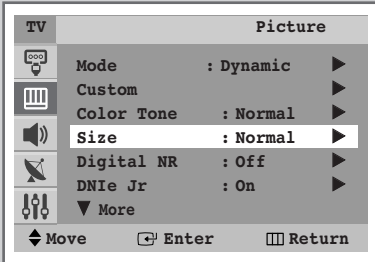 TV Picture
Mode : Dynamic ▶
Custom ▶
Color Tone : Normal ▶
Size : Normal ▶
Digital NR : Off ▶
DNIe Jr : On ▶
▼ More
Move Enter Return